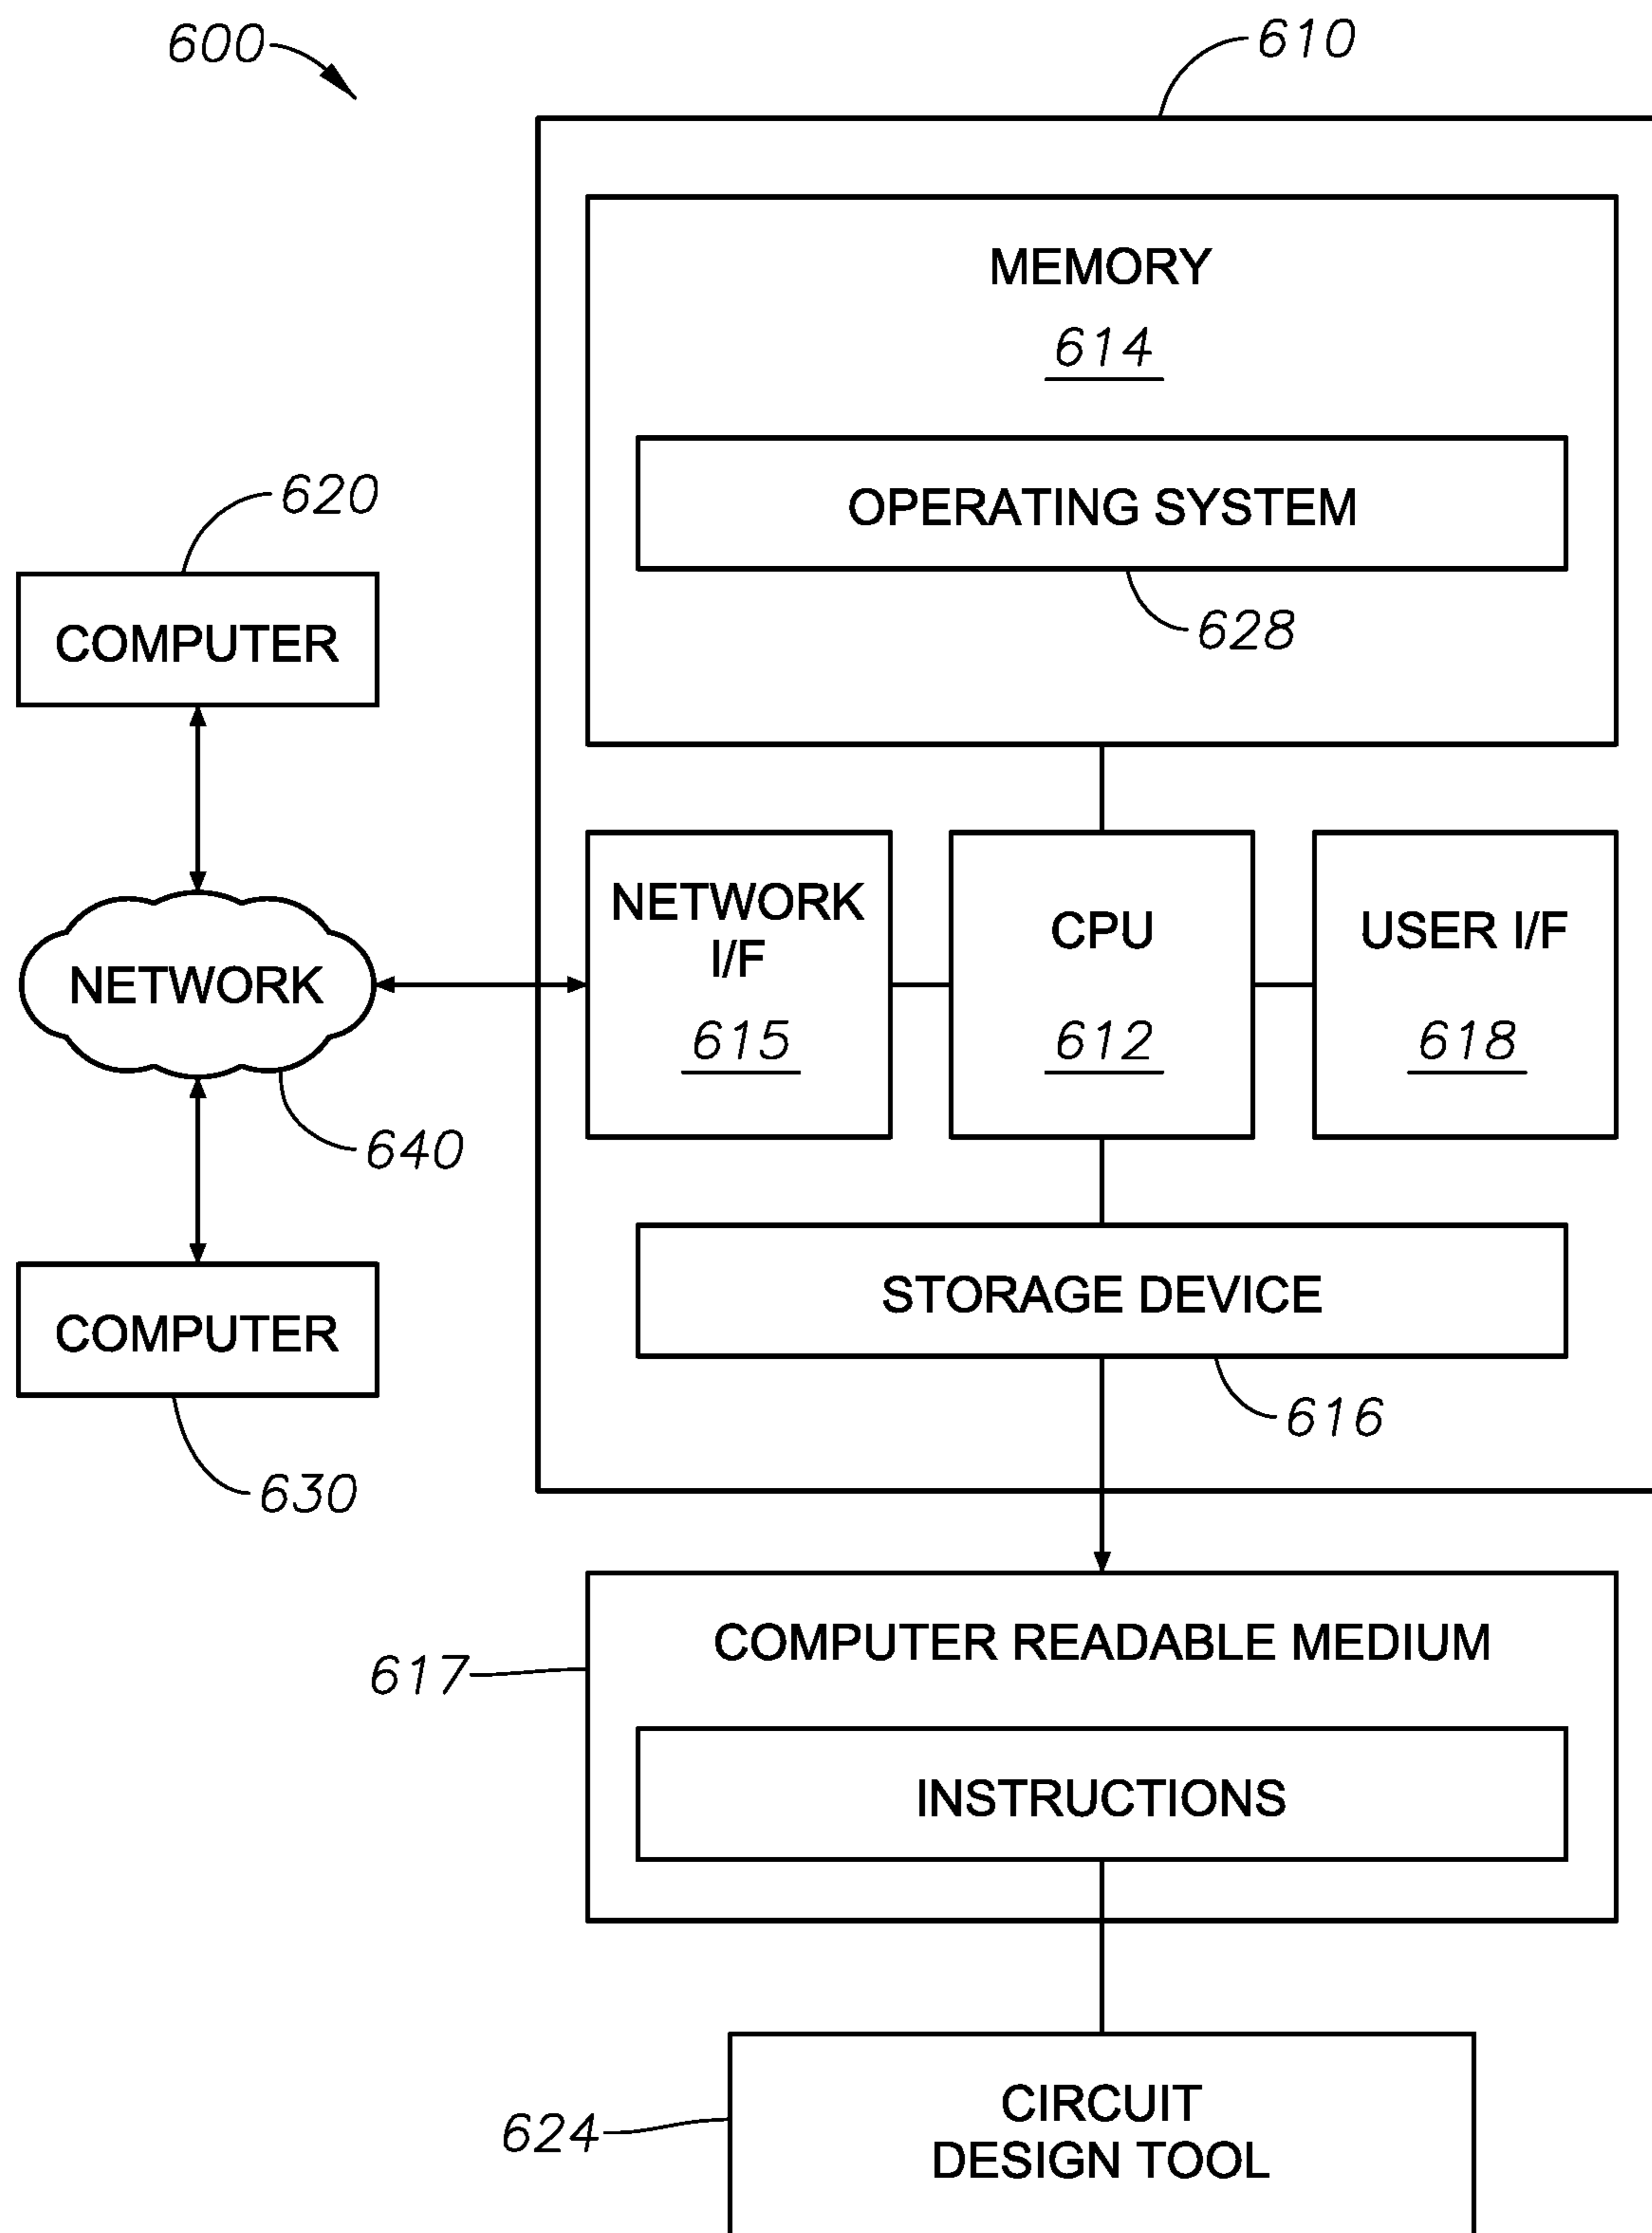 600
610
MEMORY
614
OPERATING SYSTEM
628
620
COMPUTER
NETWORK
I/F
615
CPU
612
USER I/F
618
NETWORK
640
COMPUTER
630
STORAGE DEVICE
616
COMPUTER READABLE MEDIUM
617
INSTRUCTIONS
CIRCUIT
DESIGN TOOL
624